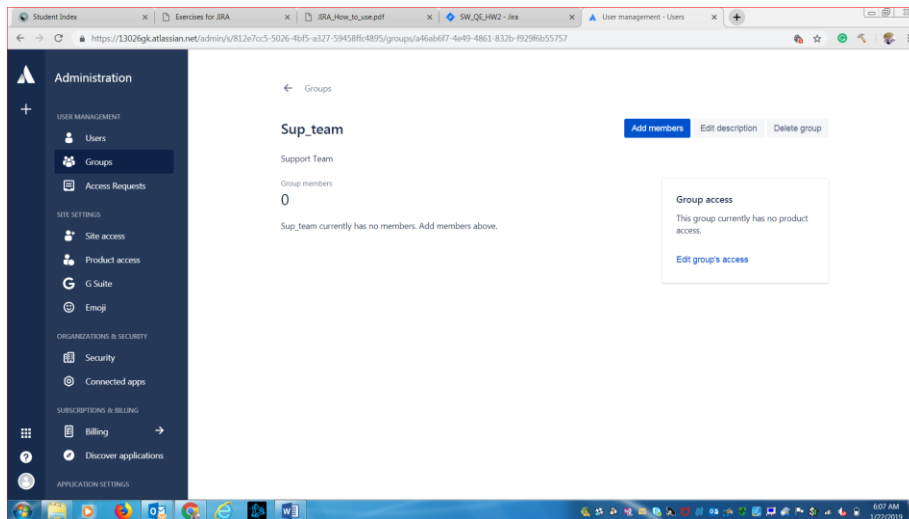 Student Index
Exercises for JIRA
JIRA_How_to_use.pdf
SW_QE_HW2 - Jira
User management - Users
https://13026gk.atlassian.net/admin/s/812e7cc5-5026-4bf5-a327-59458ffc4895/groups/a46ab6f7-4e49-4861-832b-f929f6b55757
Administration
USER MANAGEMENT
Users
Groups
Access Requests
SITE SETTINGS
Site access
Product access
G Suite
Emoji
ORGANIZATIONS & SECURITY
Security
Connected apps
SUBSCRIPTIONS & BILLING
Billing
Discover applications
APPLICATION SETTINGS
Groups
Sup_team
Add members
Edit description
Delete group
Support Team
Group members
0
Sup_team currently has no members. Add members above.
Group access
This group currently has no product
access.
Edit group's access
6:07 AM
1/22/2019